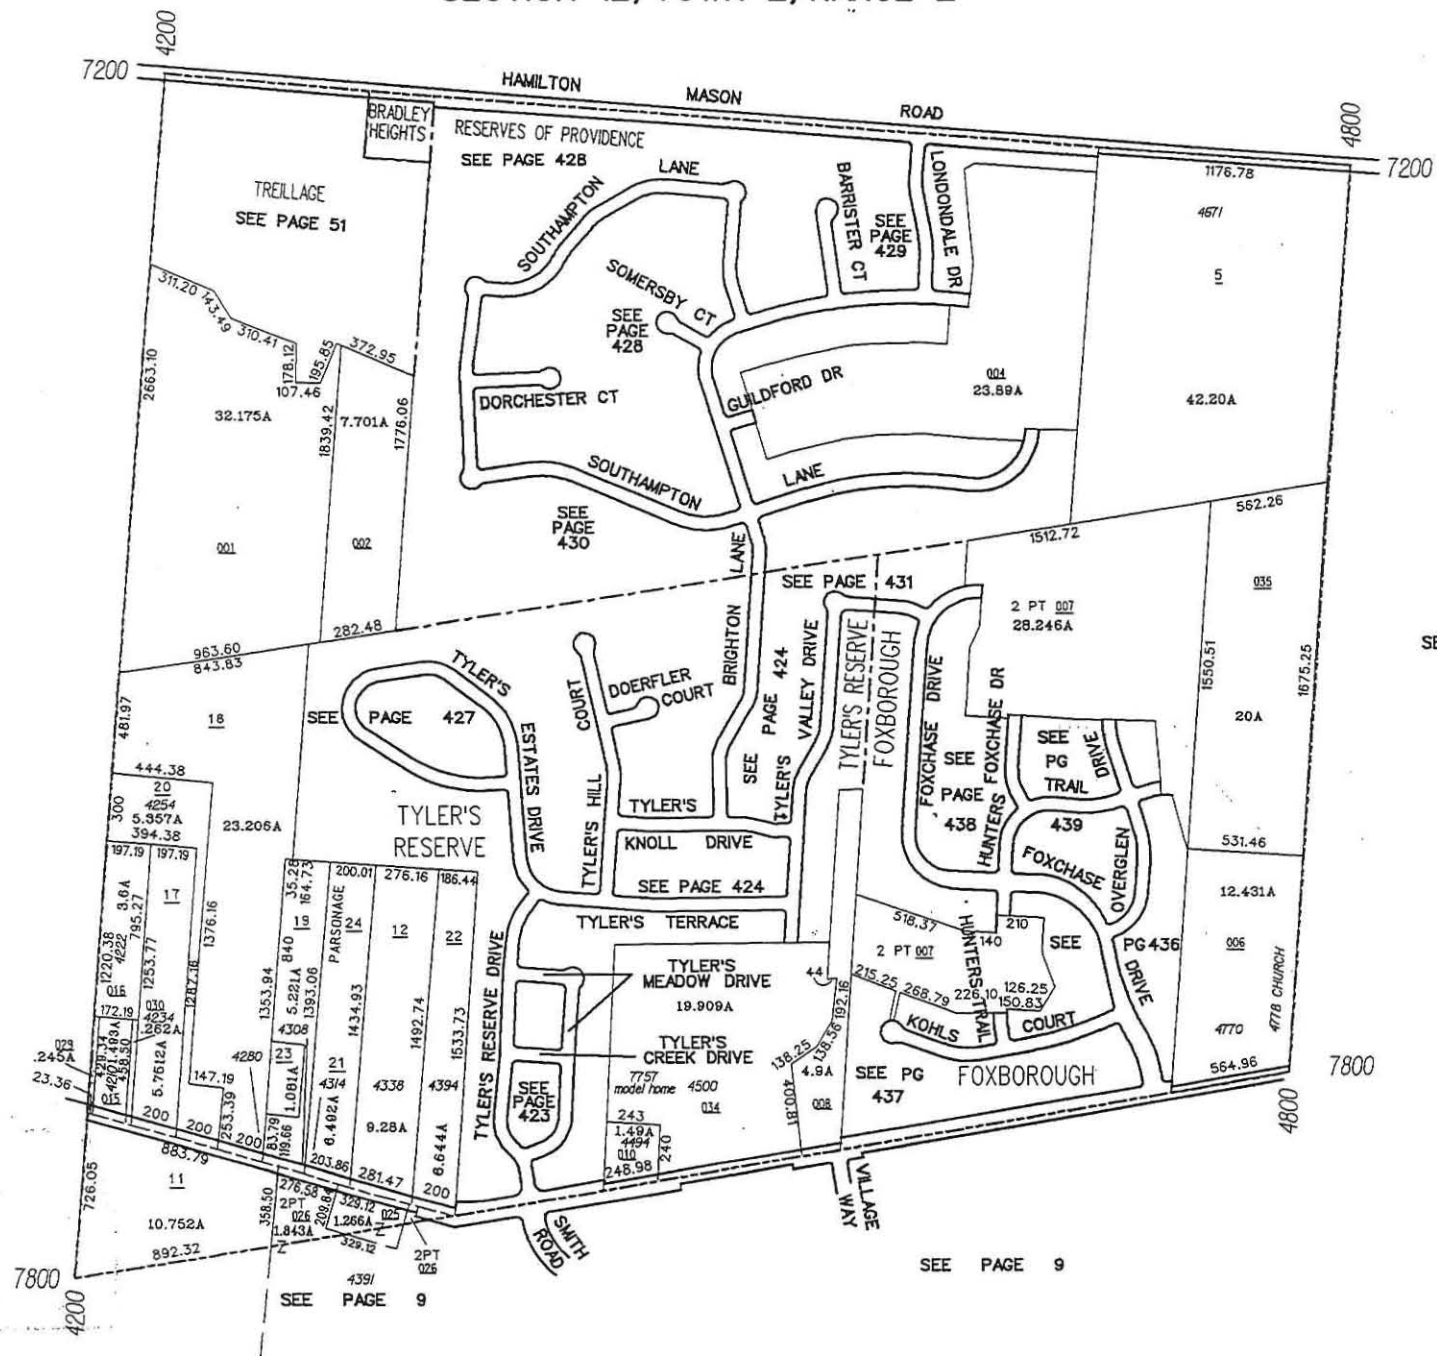 4200
7200
HAMILTON MASON ROAD
4800
7200
BRADLEY
HEIGHTS
RESERVES OF PROVIDENCE
SEE PAGE 428
TREILLAGE
SEE PAGE 51
SOUTHAMPTON LANE
BARRISTER CT
SEE
PAGE
429
LONDONDALE DR
1176.78
4671
5
42.20A
311.20
143.49
310.41
178.12
107.46
195.85
372.95
2663.10
32.175A
1839.42
7.701A
1776.06
001
002
SOMERSBY CT
SEE
PAGE
428
DORCHESTER CT
GUILDFORD DR
004
23.89A
SOUTHAMPTON LANE
SEE
PAGE
430
BRIGHTON LANE
282.48
963.60
843.83
1512.72
562.26
SEE PAGE 431
2 PT 007
28.246A
035
1550.51
1675.25
20A
SE
481.97
18
SEE PAGE 427
TYLER'S ESTATES DRIVE
TYLER'S HILL COURT
DOERFLER
COURT
SEE PAGE 424
TYLER'S VALLEY DRIVE
TYLER'S RESERVE
FOXBOROUGH
FOXCHASE DRIVE
SEE
PAGE
438
HUNTERS FOXCHASE DR
SEE
PG
439
TRAIL
DRIVE
FOXCHASE
OVERGLEN DRIVE
444.38
20
4254
5.357A
394.38
300
23.206A
197.19
197.19
TYLER'S
RESERVE
TYLER'S
KNOLL DRIVE
SEE PAGE 424
TYLER'S TERRACE
531.46
12.431A
006
4770
4778 CHURCH
564.96
3.6A
795.27
17
1220.38
4222
1253.77
1376.16
1287.16
016
172.19
030
4234
.262A
029
.245A
23.36
429.34
4210
1.499A
458.50
015
5.7612A
147.19
253.39
200
200
200
35.28
164.73
19
840
5.221A
1353.94
1393.06
4308
4280
23
1.081A
83.79
119.66
PARSONAGE
200.01
24
21
4314
6.492A
203.86
276.16
12
1434.93
4338
9.28A
281.47
186.44
22
1492.74
1533.73
4394
6.644A
200
TYLER'S RESERVE DRIVE
TYLER'S
MEADOW DRIVE
19.909A
TYLER'S
CREEK DRIVE
7757
model home
4500
034
SEE
PAGE
423
243
1.49A
4494
010
248.98
240
44
192.16
138.25
138.56
4.9A
400.81
008
518.37
2 PT 007
215.25
268.79
226.10
HUNTERS TRAIL
140
210
126.25
150.83
SEE PG 436
KOHLS COURT
SEE PG
437
FOXBOROUGH
7800
4800
883.79
11
726.05
10.752A
892.32
358.50
276.58
2PT
026
1.843A
209.84
329.12
025
1.266A
329.12
2PT
026
4391
SEE PAGE 9
SMITH
ROAD
VILLAGE
WAY
SEE PAGE 9
7800
4200